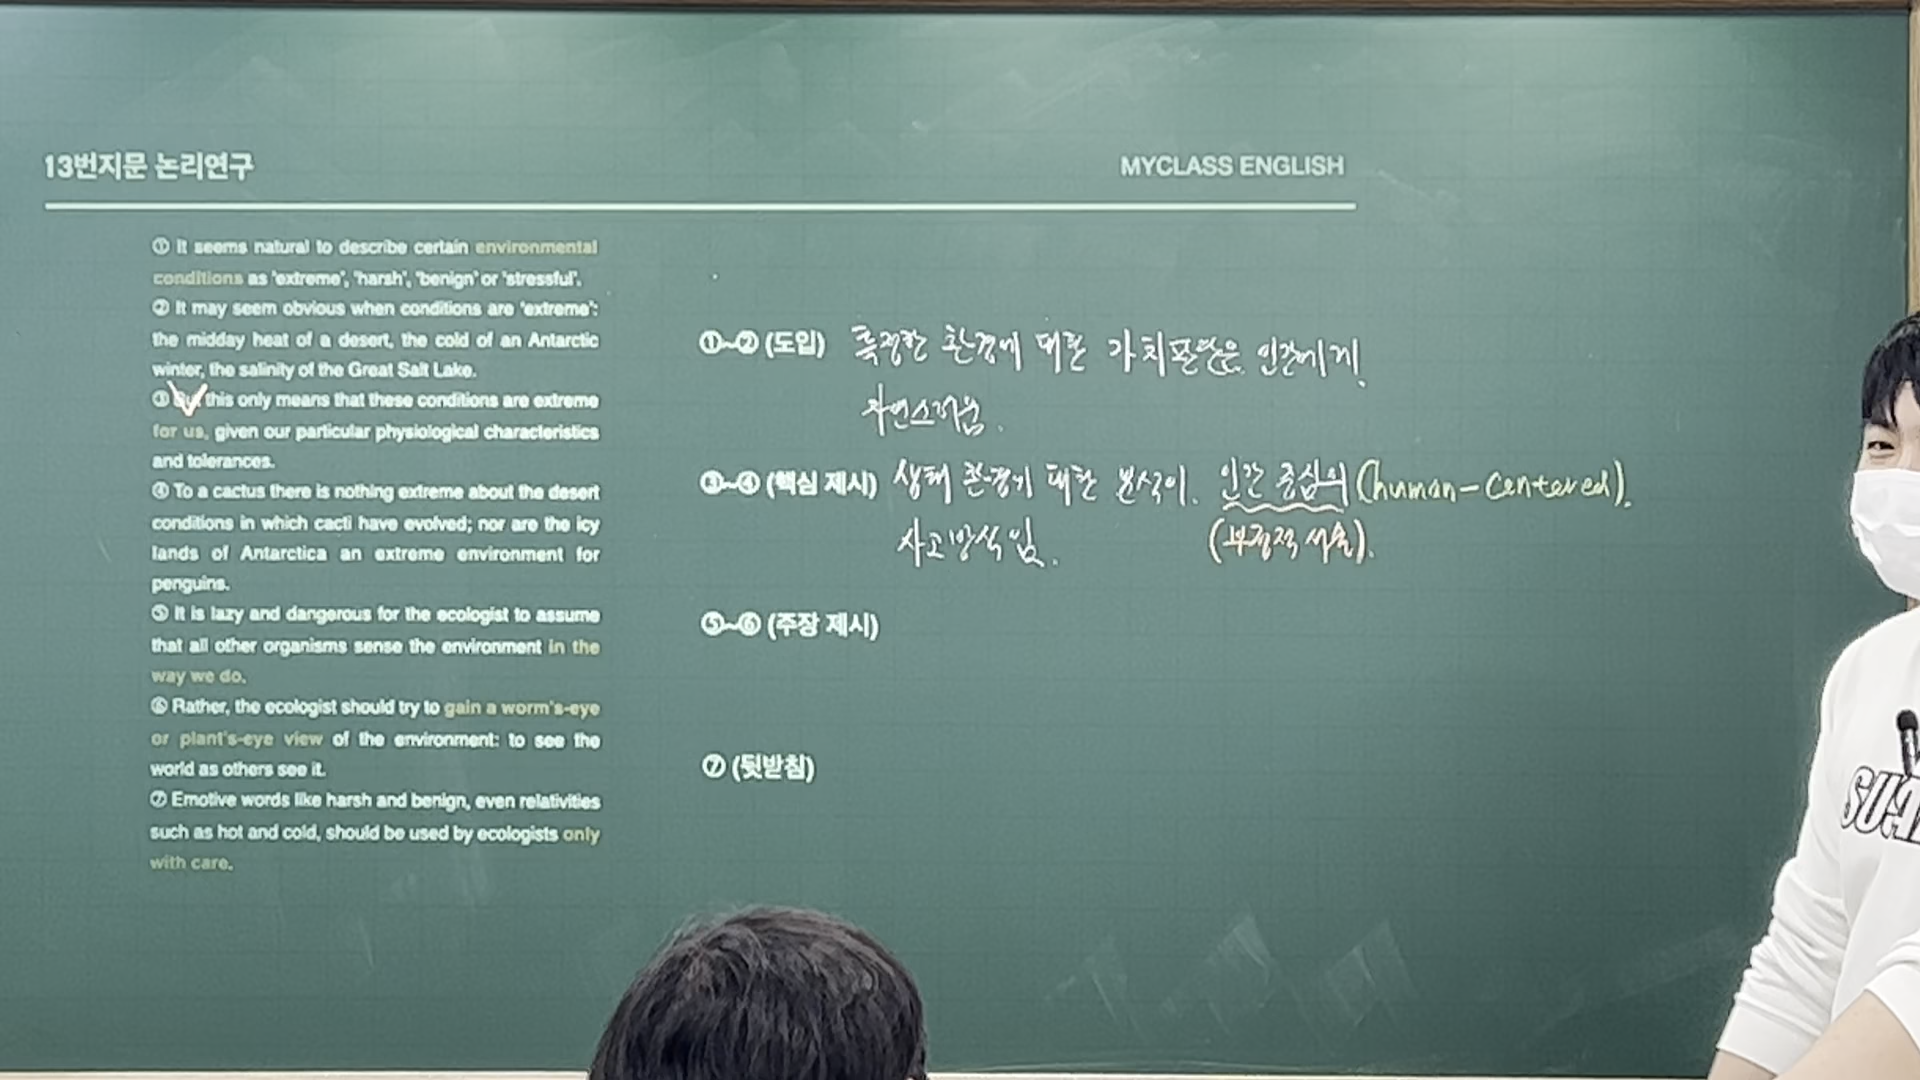 13번지문 논리연구
MYCLASS ENGLISH
① It seems natural to describe certain environmental
conditions as 'extreme', 'harsh', 'benign' or 'stressful'.
② It may seem obvious when conditions are 'extreme':
the midday heat of a desert, the cold of an Antarctic
winter, the salinity of the Great Salt Lake.
③ But this only means that these conditions are extreme
for us, given our particular physiological characteristics
and tolerances.
④ To a cactus there is nothing extreme about the desert
conditions in which cacti have evolved; nor are the icy
lands of Antarctica an extreme environment for
penguins.
⑤ It is lazy and dangerous for the ecologist to assume
that all other organisms sense the environment in the
way we do.
⑥ Rather, the ecologist should try to gain a worm's-eye
or plant's-eye view of the environment: to see the
world as others see it.
⑦ Emotive words like harsh and benign, even relativities
such as hot and cold, should be used by ecologists only
with care.
①~② (도입) 특정한 환경에 대한 가치판단은 인간에게
자연스러움.
③~④ (핵심 제시) 생태 환경에 대한 인간 중심의 (human-centered).
사고방식임. (부정적 서술).
⑤~⑥ (주장 제시)
⑦ (뒷받침)
SU